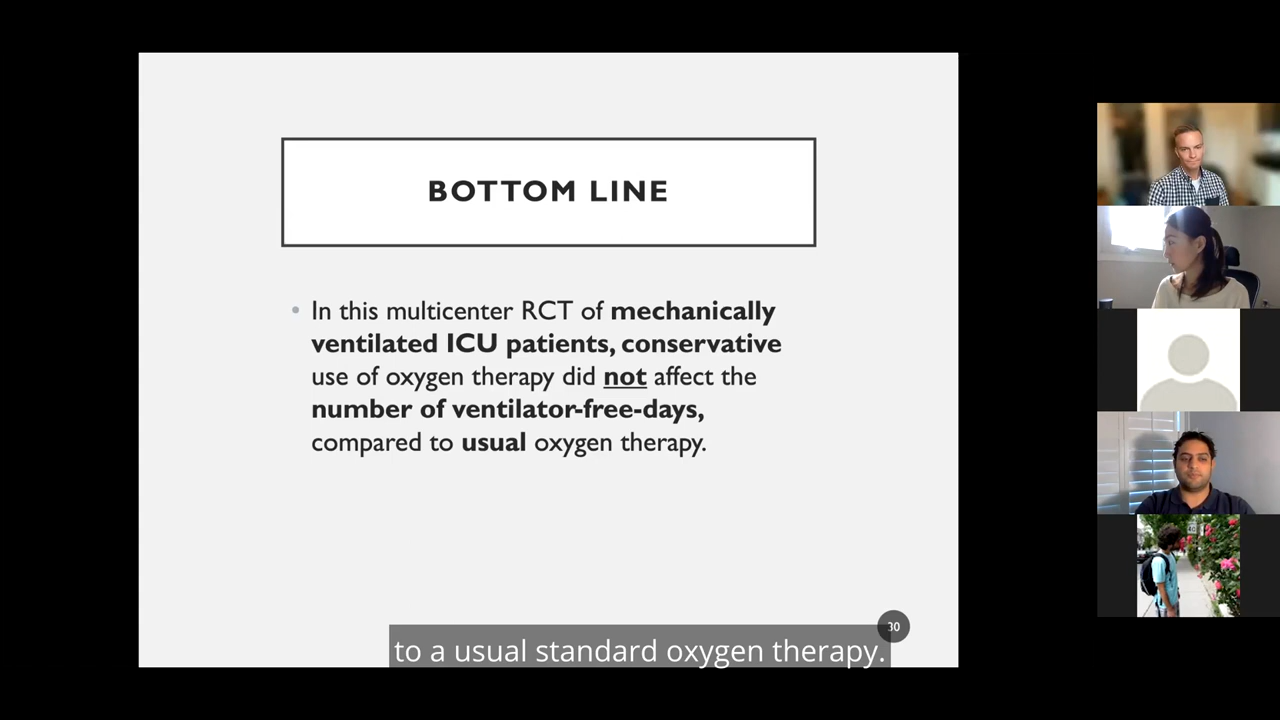 BOTTOM LINE
• In this multicenter RCT of mechanically
ventilated ICU patients, conservative
use of oxygen therapy did not affect the
number of ventilator-free-days,
compared to usual oxygen therapy.
30
to a usual standard oxygen therapy.